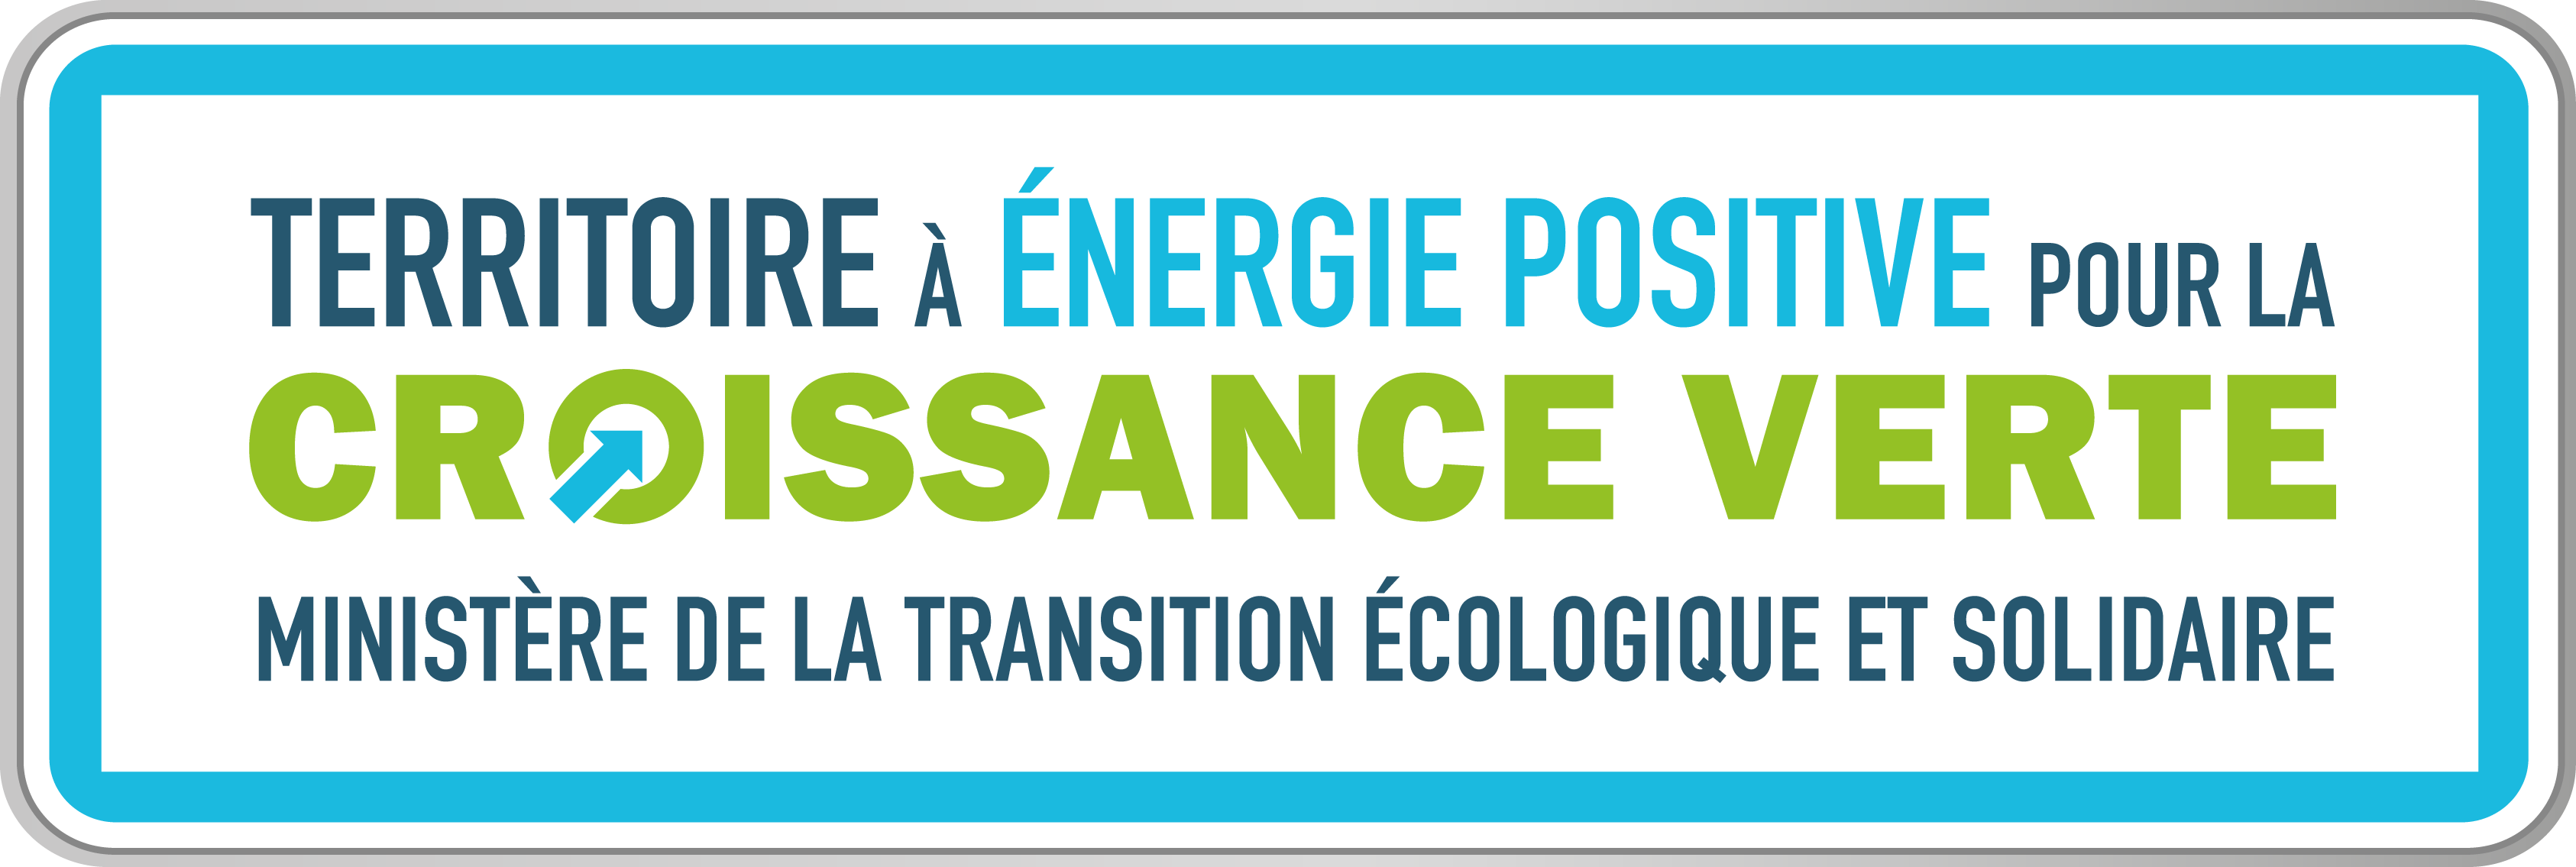 TERRITOIRE À ÉNERGIE POSITIVE POUR LA
CROISSANCE VERTE
MINISTÈRE DE LA TRANSITION ÉCOLOGIQUE ET SOLIDAIRE